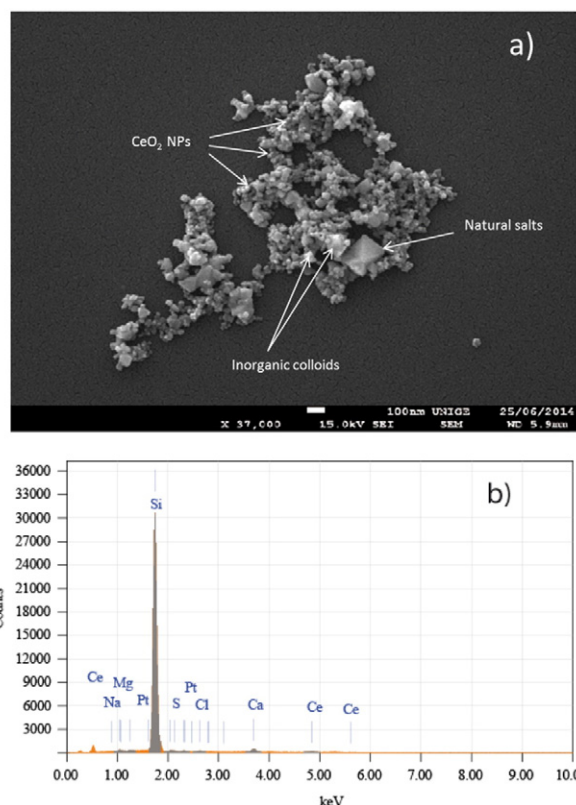 a)
CeO₂ NPs
Natural salts
Inorganic colloids
100nm UNIGE 25/06/2014
X 37,000 15.0kV SEI SEM WD 5.9mm
b)
36000
33000
30000
27000
24000
21000
18000
15000
12000
9000
6000
3000
Si
Ce
Na
Mg
Pt
S
Pt
Cl
Ca
Ce
Ce
0.00 1.00 2.00 3.00 4.00 5.00 6.00 7.00 8.00 9.00 10.0
keV